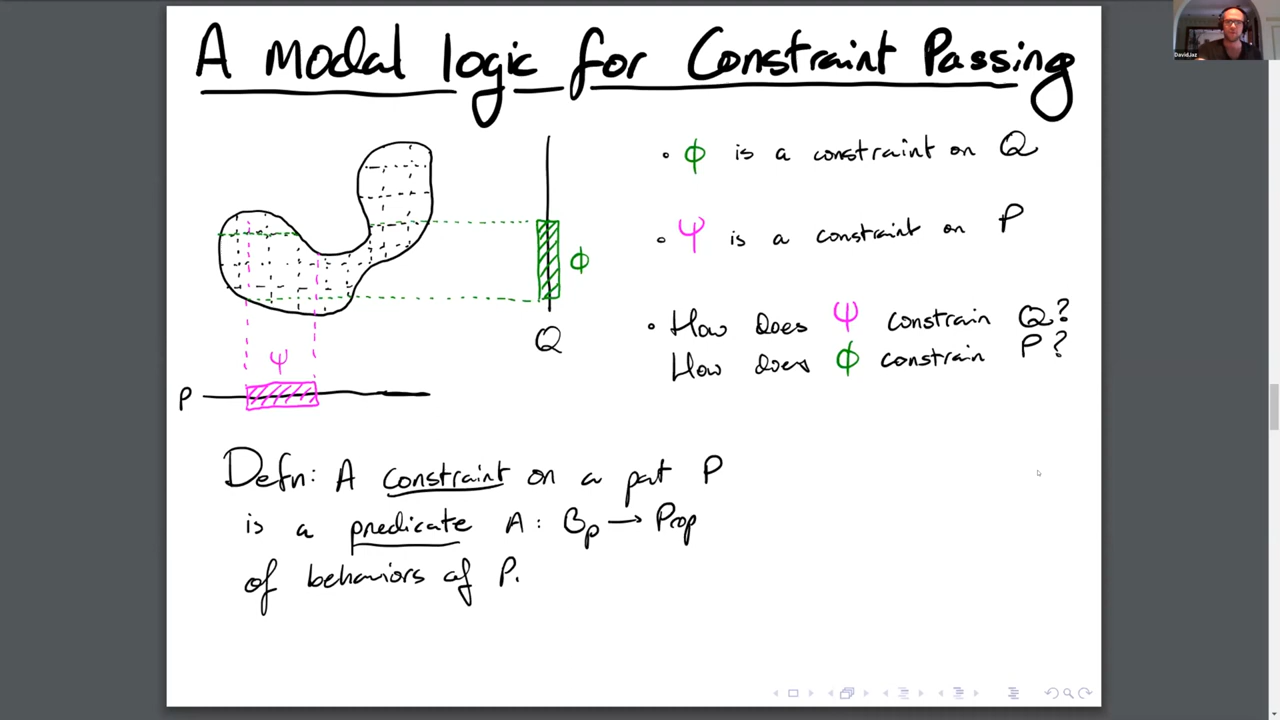 A Modal logic for Constraint Passing
• ϕ is a constraint on Q
• ψ is a constraint on P
• How does ψ constrain Q?
How does ϕ constrain P?
ϕ
Q
ψ
P
Defn: A constraint on a part P
is a predicate A: B_P → Prop
of behaviors of P.
DavidJaz